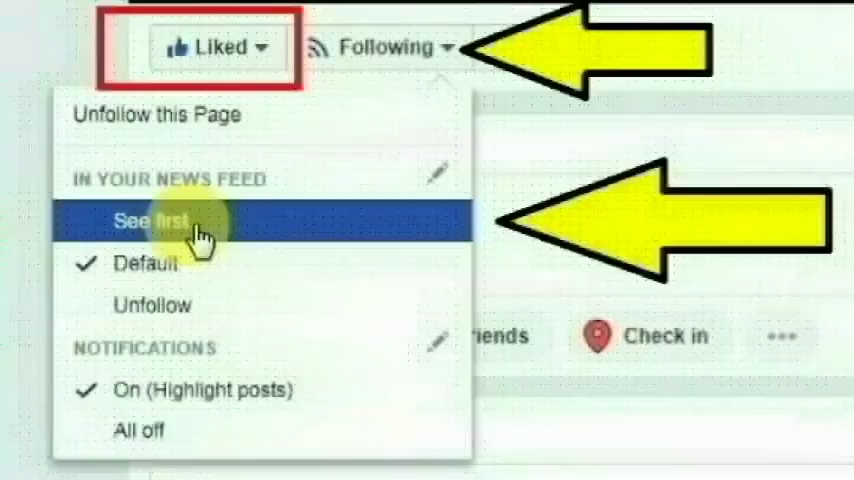 Liked Following
Unfollow this Page
IN YOUR NEWS FEED
See first
Default
Unfollow
NOTIFICATIONS
riends Check in
On (Highlight posts)
All off